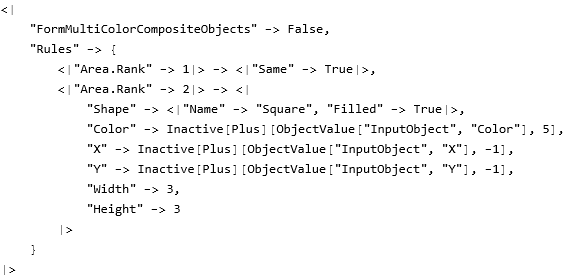 <|
    "FormMultiColorCompositeObjects" -> False,
    "Rules" -> {
        <|"Area.Rank" -> 1|> -> <|"Same" -> True|>,
        <|"Area.Rank" -> 2|> -> <|
            "Shape" -> <|"Name" -> "Square", "Filled" -> True|>,
            "Color" -> Inactive[Plus][ObjectValue["InputObject", "Color"], 5],
            "X" -> Inactive[Plus][ObjectValue["InputObject", "X"], -1],
            "Y" -> Inactive[Plus][ObjectValue["InputObject", "Y"], -1],
            "Width" -> 3,
            "Height" -> 3
        |>
    }
|>